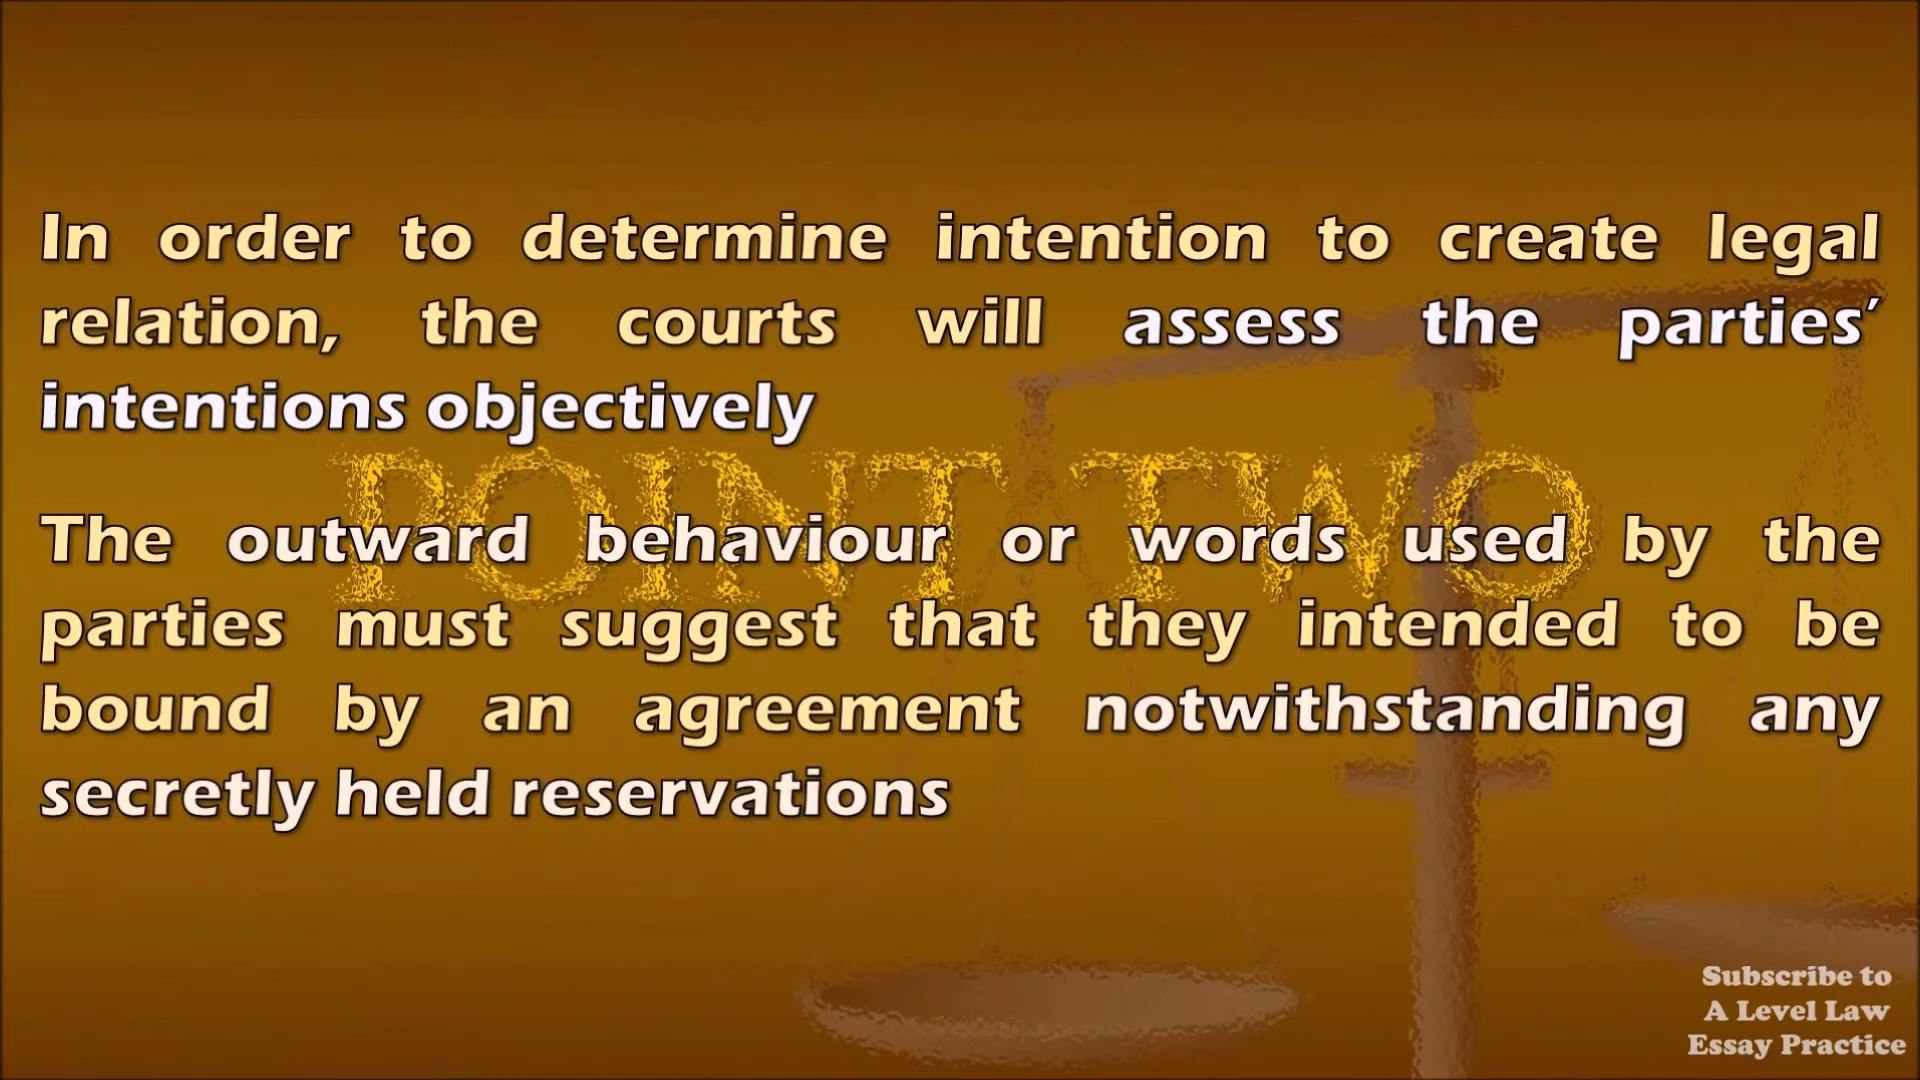 In order to determine intention to create legal
relation, the courts will assess the parties’
intentions objectively
POINT TWO
The outward behaviour or words used by the
parties must suggest that they intended to be
bound by an agreement notwithstanding any
secretly held reservations
Subscribe to
A Level Law
Essay Practice